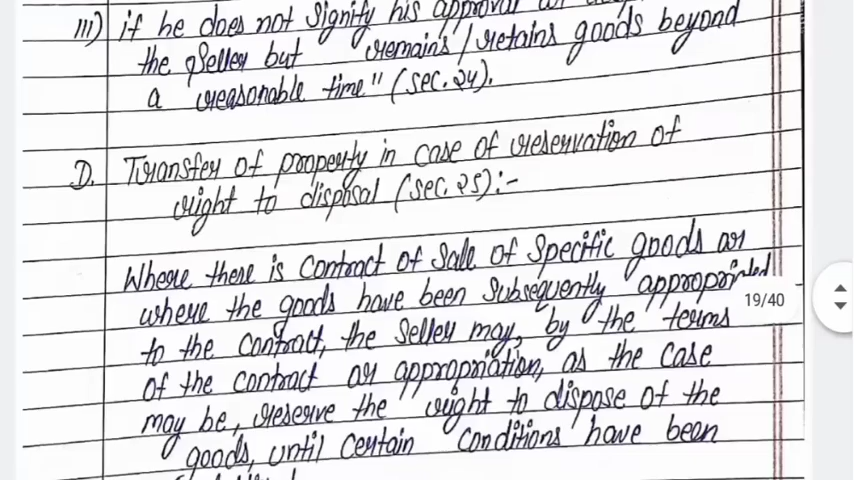 III) if he does not signify his approval or
the Seller but remains/retains goods beyond
a reasonable time" (sec. 24).
D. Transfer of property in case of reservation of
right to disposal (sec. 25):-
Where there is contract of Sale of Specific goods or
where the goods have been subsequently appropriated
to the contract, the seller may, by the terms
of the contract or appropriation, as the case
may be, reserve the right to dispose of the
goods, until certain conditions have been
19/40